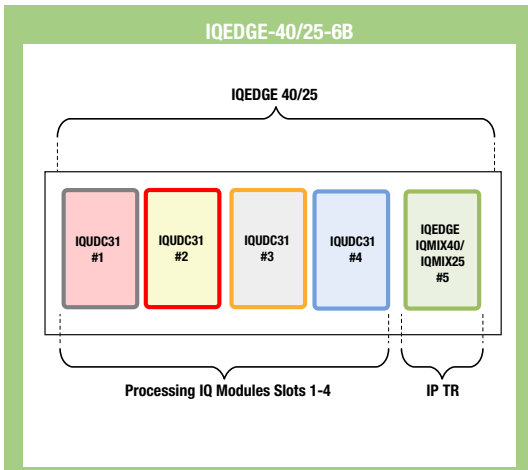 IQEDGE-40/25-6B
IQEDGE 40/25
IQUDC31
#1
IQUDC31
#2
IQUDC31
#3
IQUDC31
#4
IQEDGE
IQMIX40/
IQMIX25
#5
Processing IQ Modules Slots 1-4
IP TR